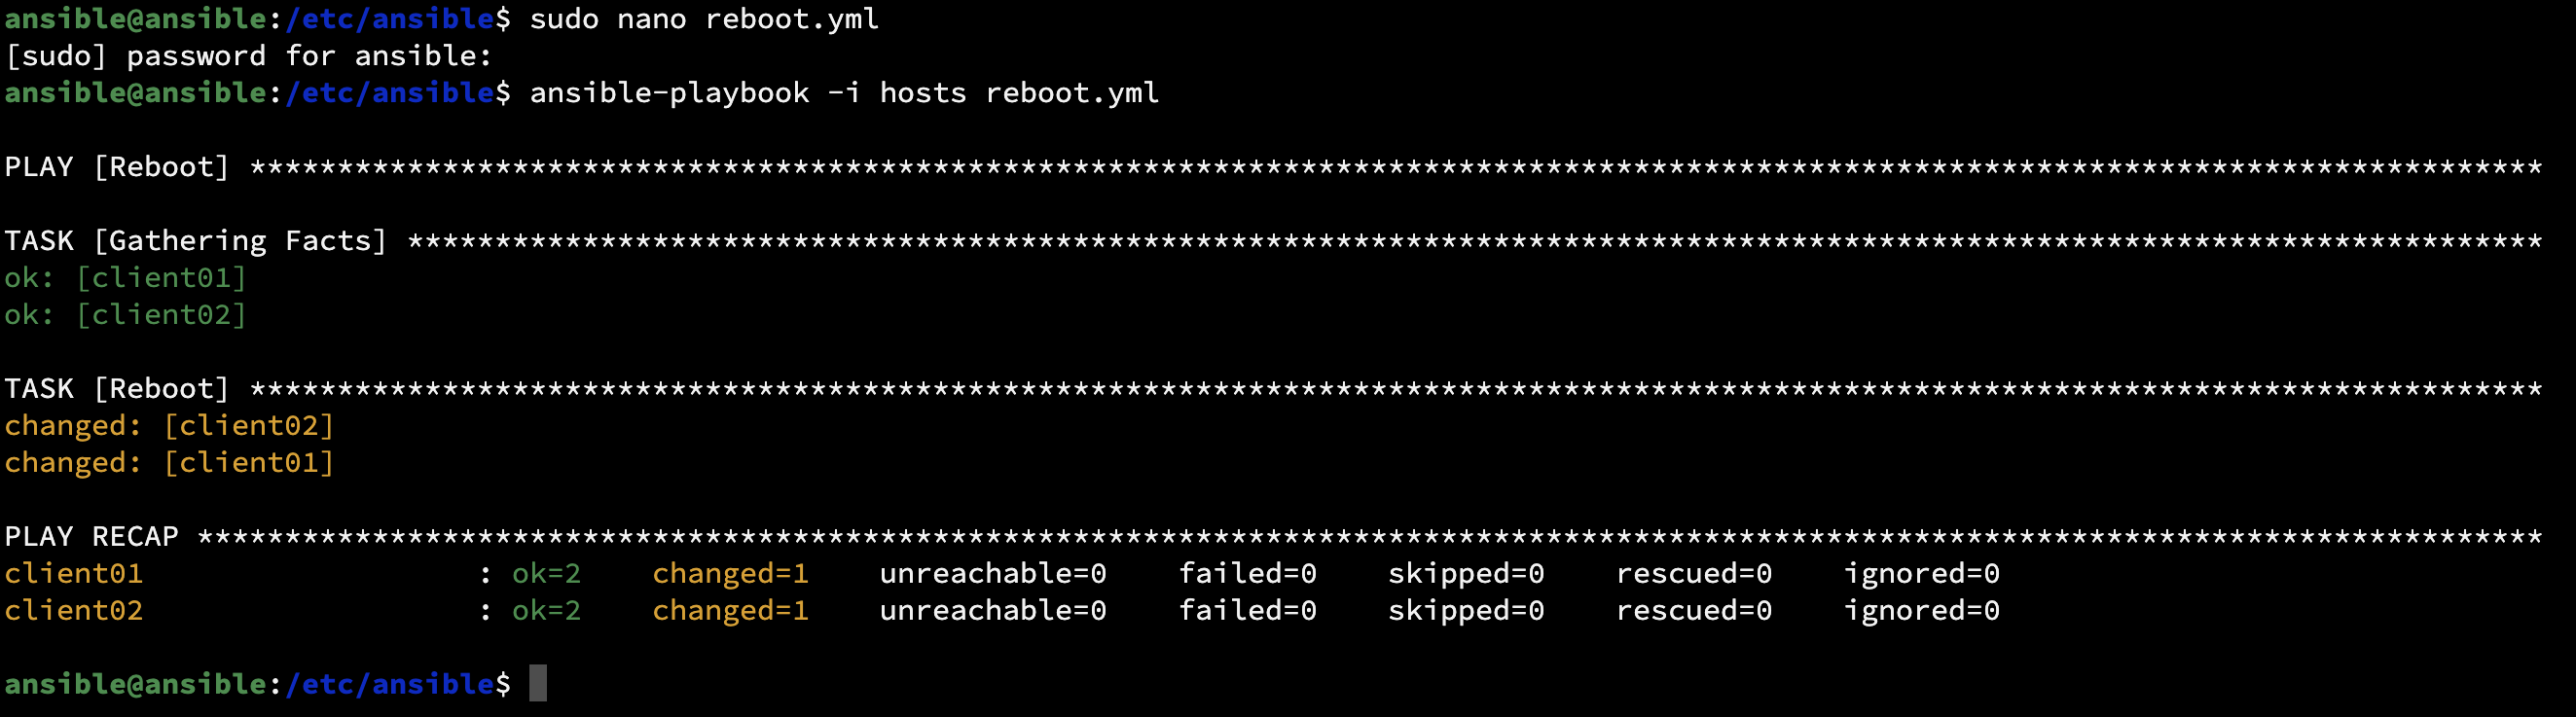 ansible@ansible:/etc/ansible$ sudo nano reboot.yml
[sudo] password for ansible:
ansible@ansible:/etc/ansible$ ansible-playbook -i hosts reboot.yml
PLAY [Reboot] ***********************************************************************************************************************************
TASK [Gathering Facts] **************************************************************************************************************************
ok: [client01]
ok: [client02]
TASK [Reboot] ***********************************************************************************************************************************
changed: [client02]
changed: [client01]
PLAY RECAP **************************************************************************************************************************************
client01                   : ok=2    changed=1    unreachable=0    failed=0    skipped=0    rescued=0    ignored=0
client02                   : ok=2    changed=1    unreachable=0    failed=0    skipped=0    rescued=0    ignored=0
ansible@ansible:/etc/ansible$